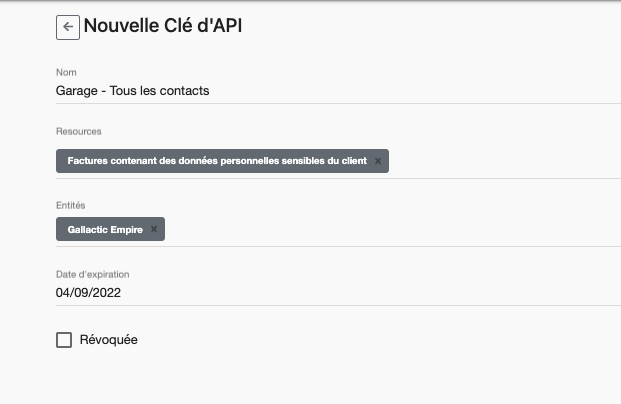 Nouvelle Clé d'API
Nom
Garage - Tous les contacts
Resources
Factures contenant des données personnelles sensibles du client ×
Entités
Gallactic Empire ×
Date d'expiration
04/09/2022
Révoquée